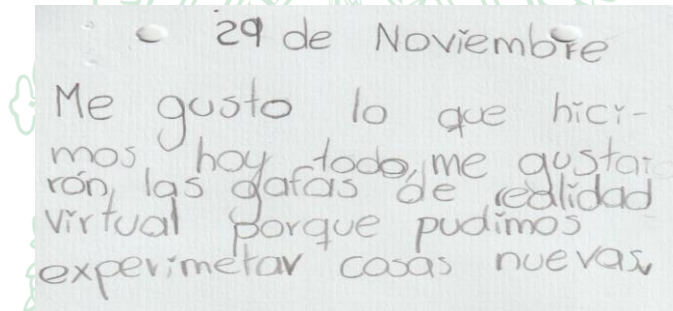 29 de Noviembre
Me gusto lo que hici-
mos hoy todo, me gustar
rón, las gafas de realidad
virtual porque pudimos
experimetar cosas nuevas.